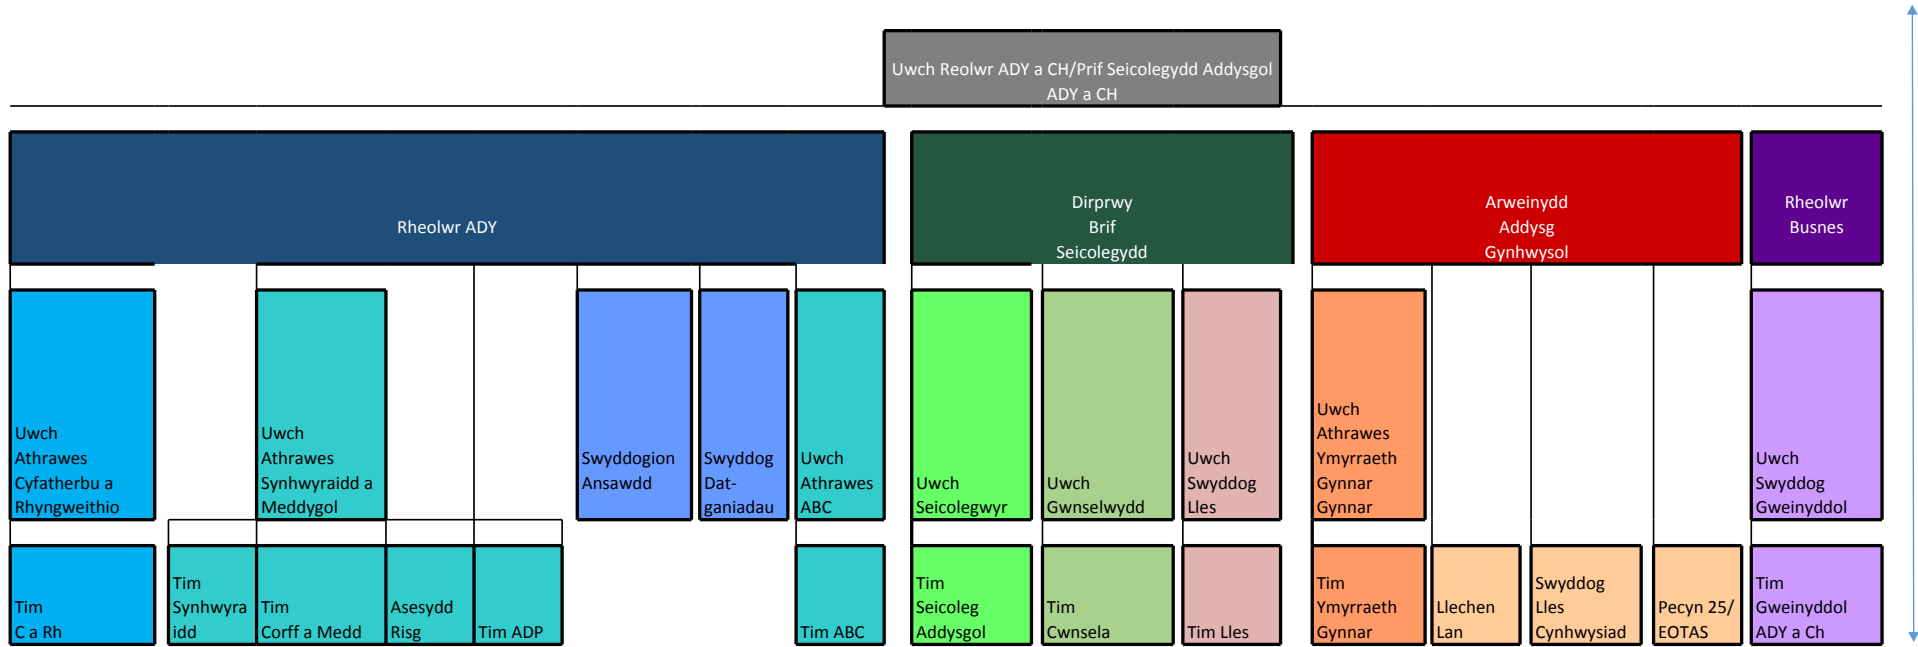 Uwch Reolwr ADY a CH/Prif Seicolegydd Addysgol
ADY a CH
Rheolwr ADY
Dirprwy
Brif
Seicolegydd
Arweinydd
Addysg
Gynhwysol
Rheolwr
Busnes
Uwch
Athrawes
Cyfatherbu a
Rhyngweithio
Uwch
Athrawes
Synhwyraidd a
Meddygol
Swyddogion
Ansawdd
Swyddog
Dat-
ganiadau
Uwch
Athrawes
ABC
Uwch
Seicolegwyr
Uwch
Gwnselwydd
Uwch
Swyddog
Lles
Uwch
Athrawes
Ymyrraeth
Gynnar
Gynnar
Uwch
Swyddog
Gweinyddol
Tim
C a Rh
Tim
Synhwyra
idd
Tim
Corff a Medd
Asesydd
Risg
Tim ADP
Tim ABC
Tim
Seicoleg
Addysgol
Tim
Cwnsela
Tim Lles
Tim
Ymyrraeth
Gynnar
Llechen
Lan
Swyddog
Lles
Cynhwysiad
Pecyn 25/
EOTAS
Tim
Gweinyddol
ADY a Ch